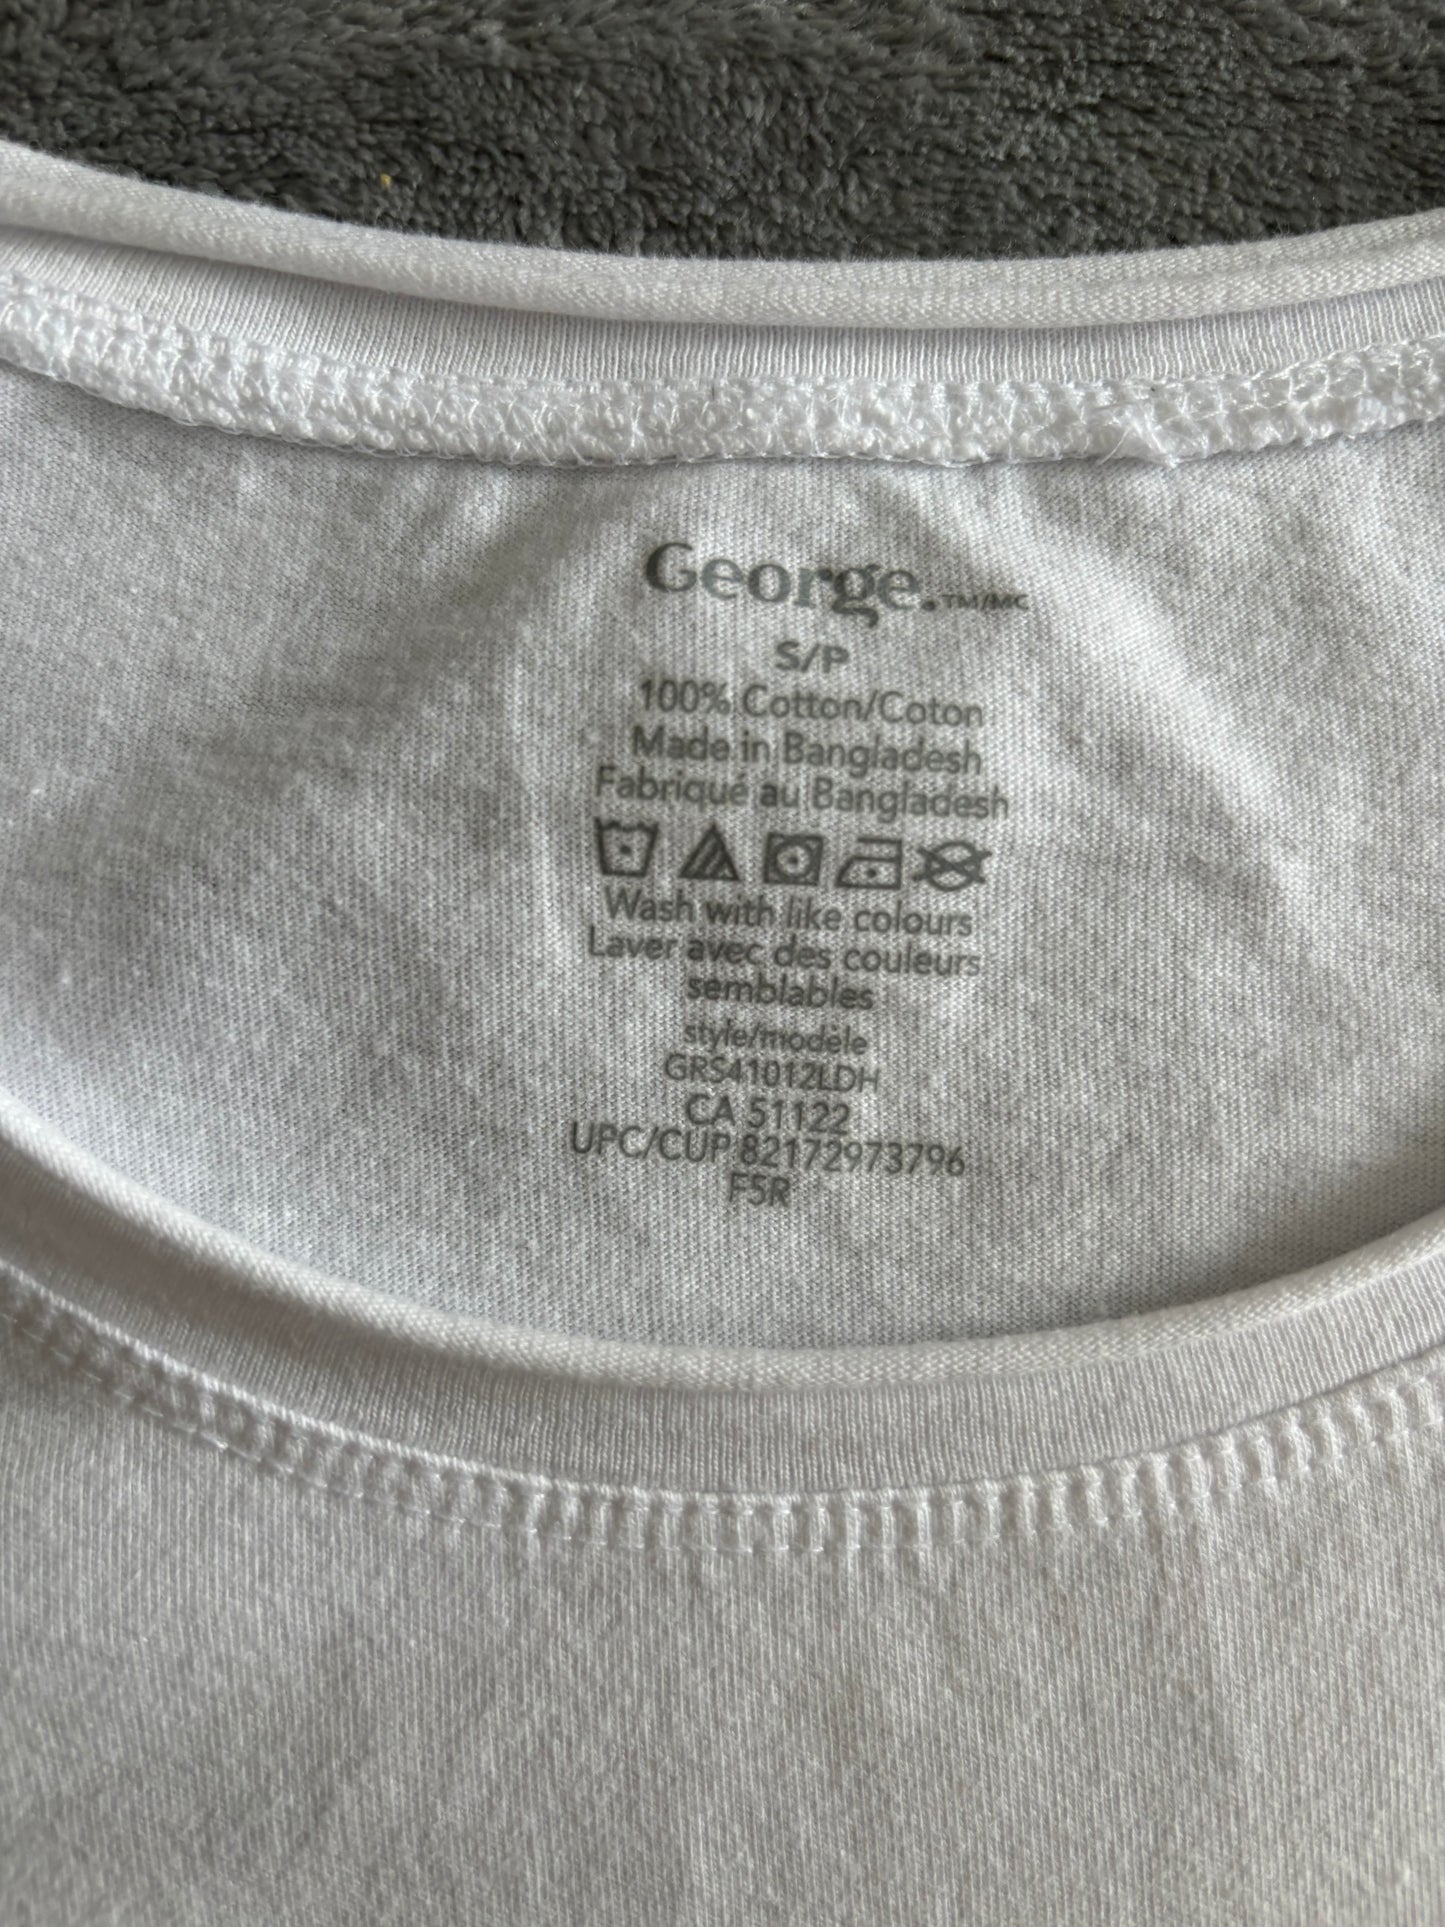 George.™/MC
S/P
100% Cotton/Coton
Made in Bangladesh
Fabriqué au Bangladesh
Wash with like colours
Laver avec des couleurs
semblables
style/modèle
GRS41012LDH
CA 51122
UPC/CUP 82172973796
F5R